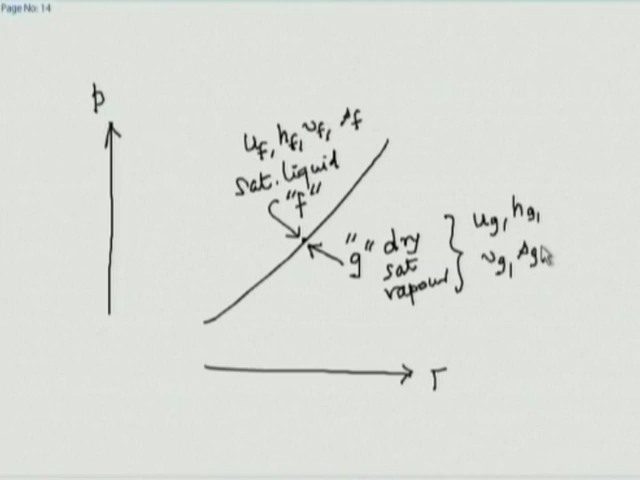 Page No: 14
p
uf, hf, vf, sf
sat. liquid
"f"
"g" dry
sat
vapour
ug, hg,
vg, sg
T